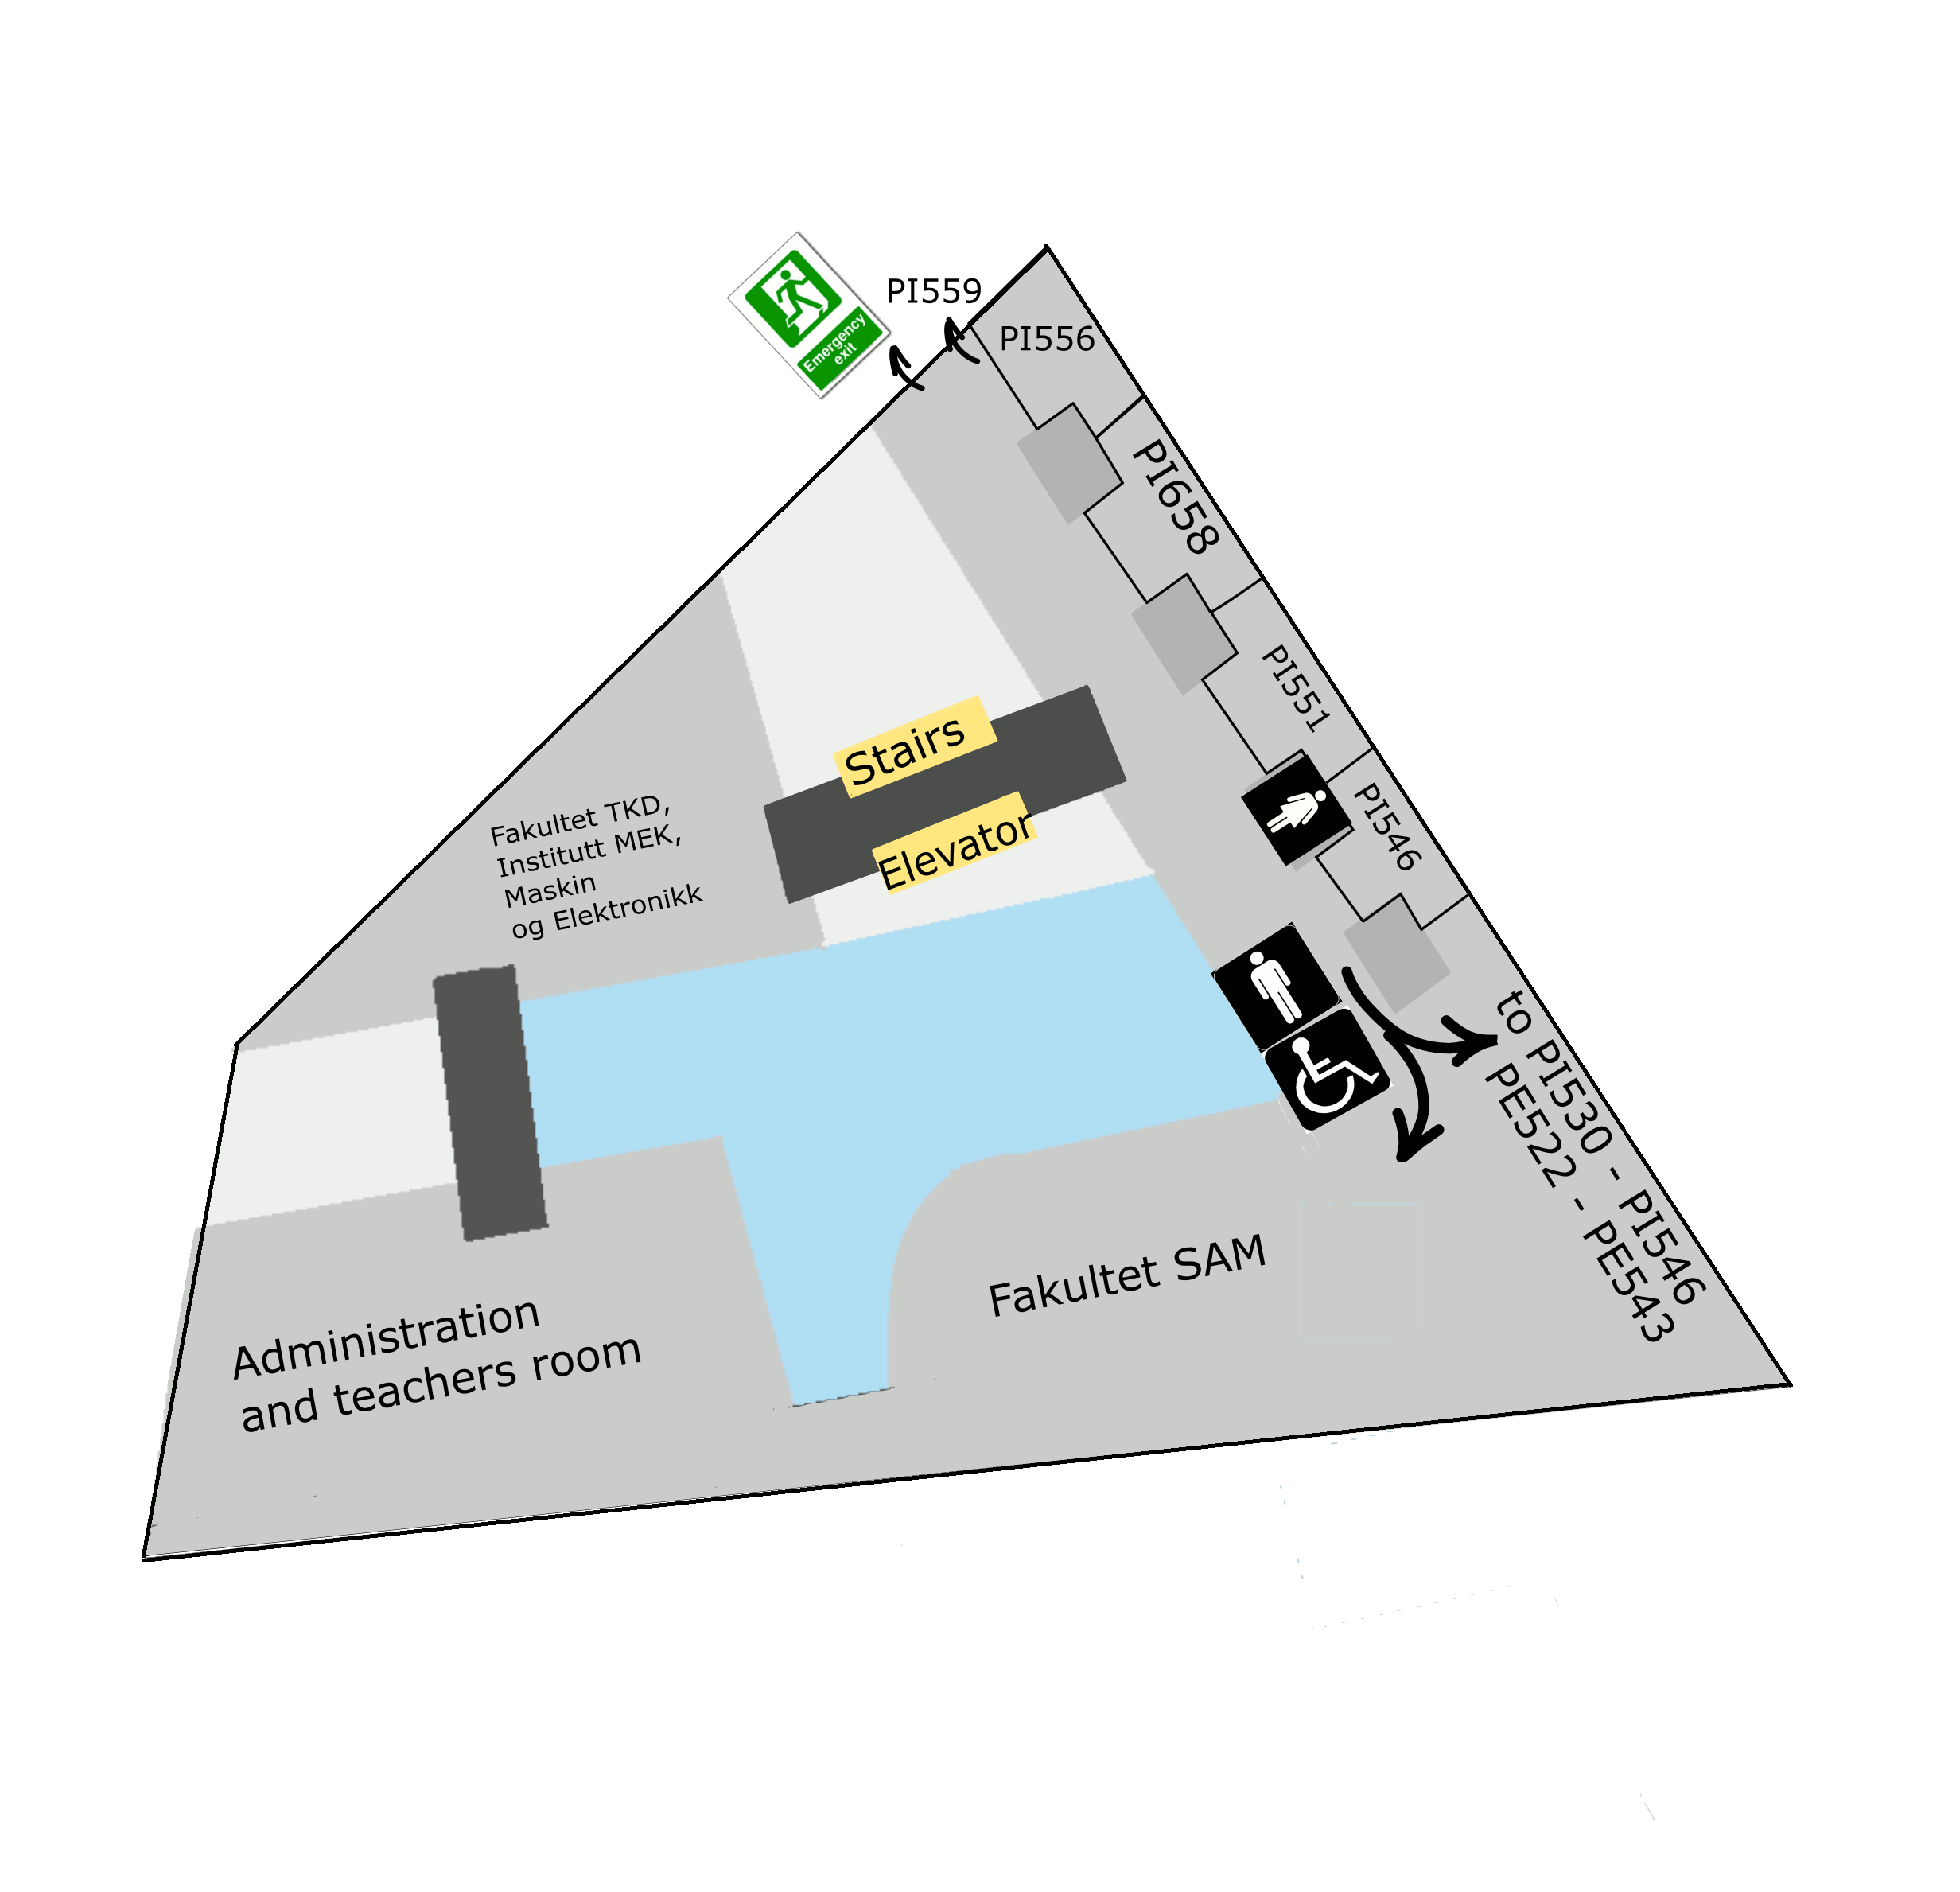 PI559
Emergency
exit
PI556
PI658
PI551
Stairs
PI546
Elevator
Fakultet TKD,
Institutt MEK,
Maskin
og Elektronikk
to PI530 - PI546
PE522 - PE543
Fakultet SAM
Administration
and teachers room